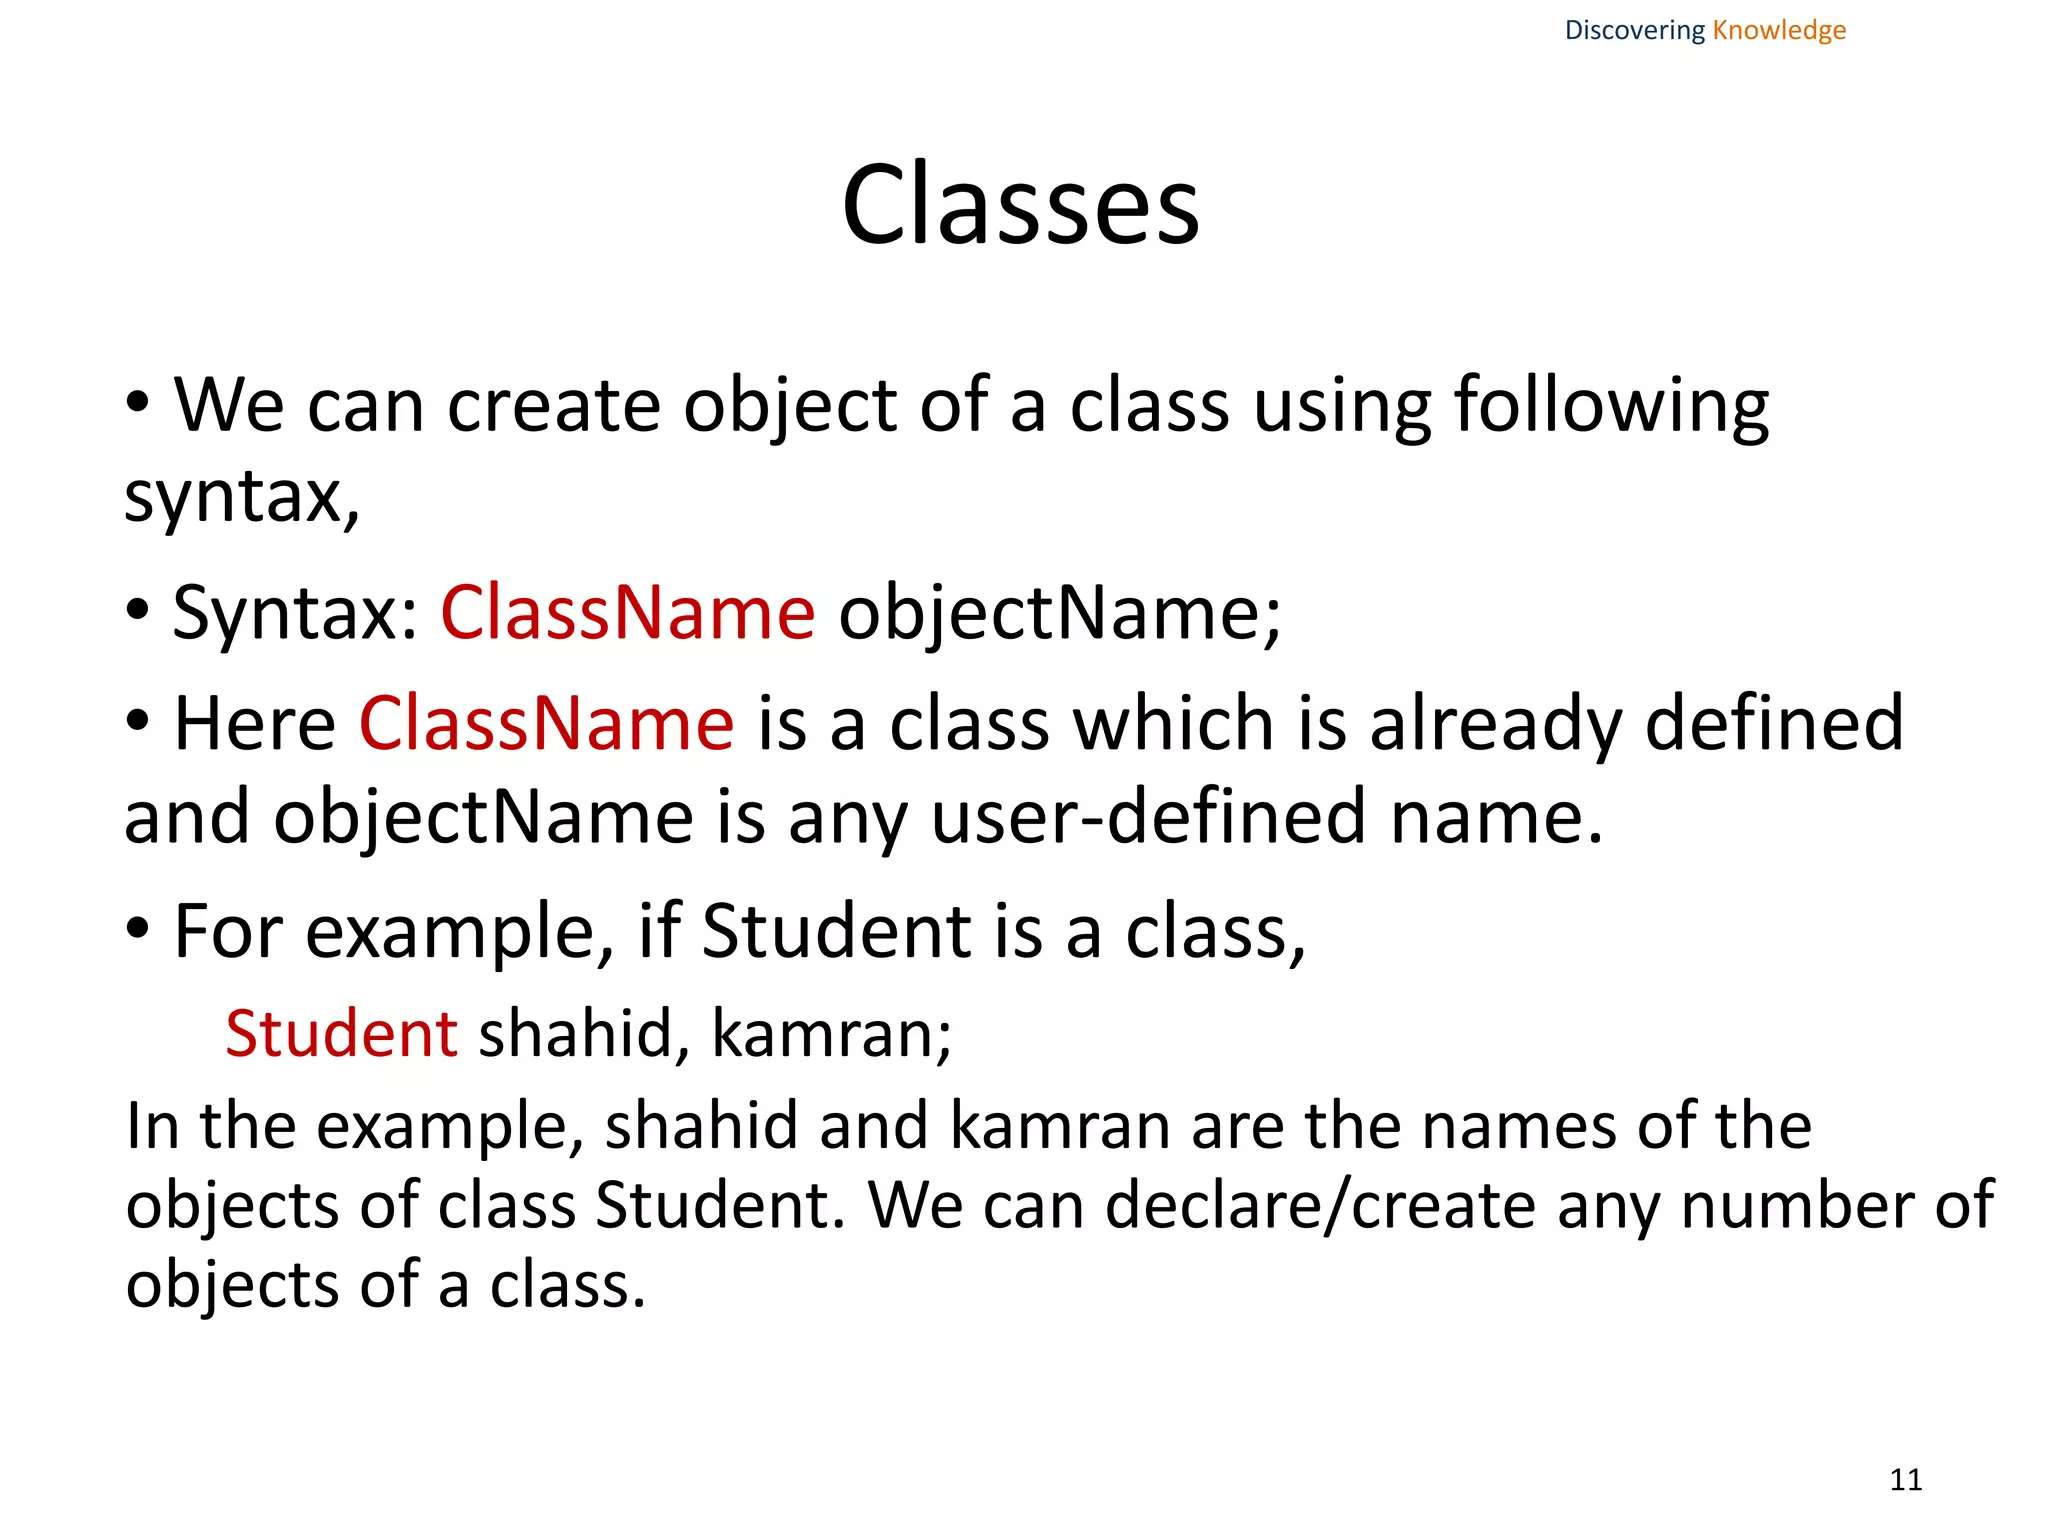 Discovering Knowledge
Classes
• We can create object of a class using following
syntax,
• Syntax: ClassName objectName;
• Here ClassName is a class which is already defined
and objectName is any user-defined name.
• For example, if Student is a class,
Student shahid, kamran;
In the example, shahid and kamran are the names of the
objects of class Student. We can declare/create any number of
objects of a class.
11